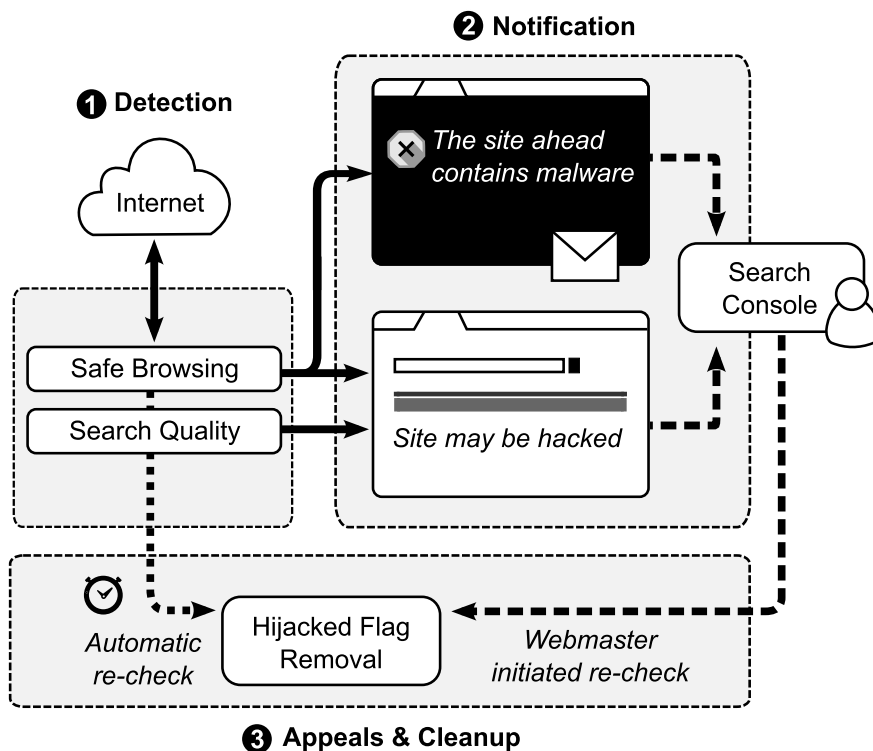 ❷ Notification
❶ Detection
The site ahead
contains malware
Internet
Search
Console
Safe Browsing
Search Quality
Site may be hacked
Automatic
re-check
Hijacked Flag
Removal
Webmaster
initiated re-check
❸ Appeals & Cleanup